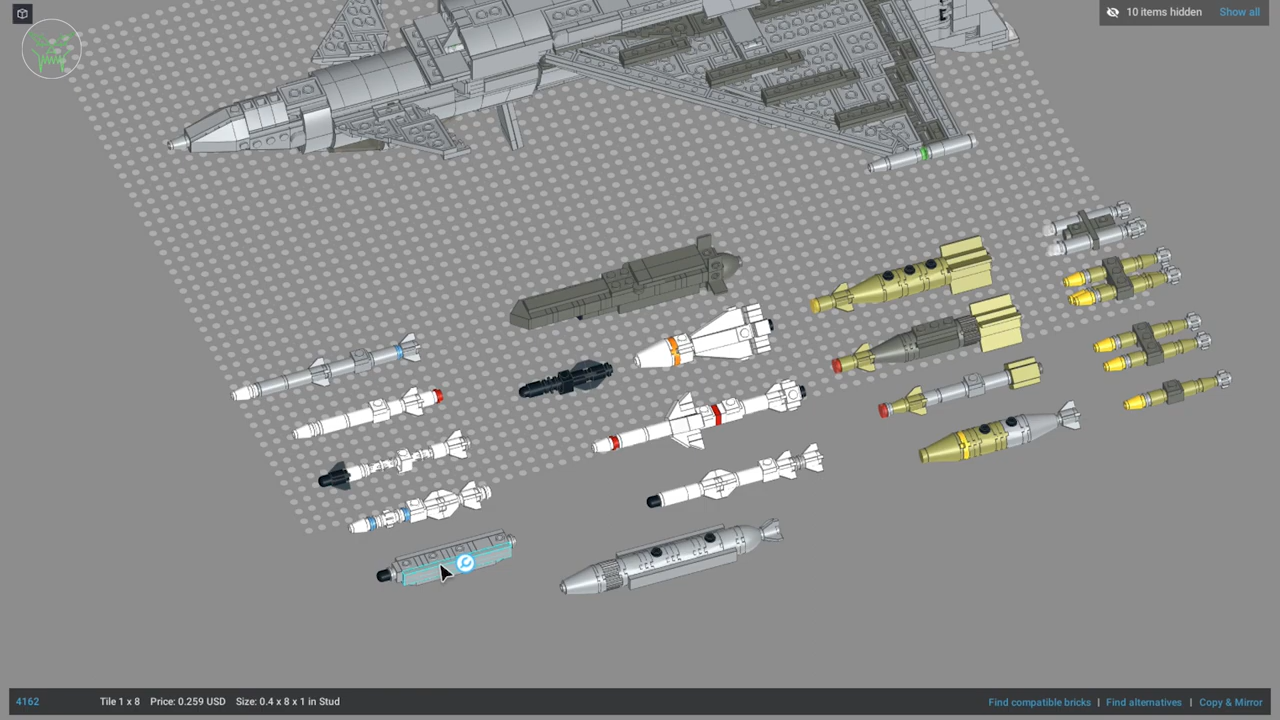 10 items hidden Show all
4162 Tile 1 x 8 Price: 0.259 USD Size: 0.4 x 8 x 1 in Stud Find compatible bricks | Find alternatives | Copy & Mirror